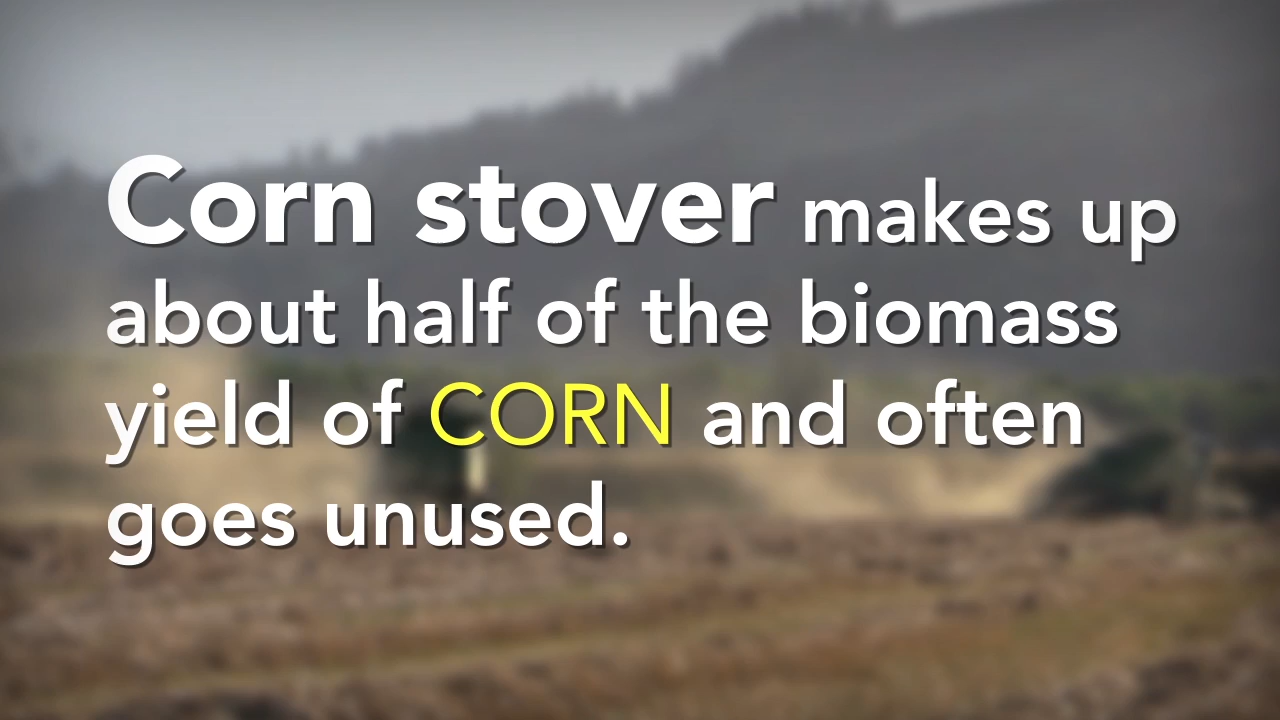 Corn stover makes up
about half of the biomass
yield of CORN and often
goes unused.